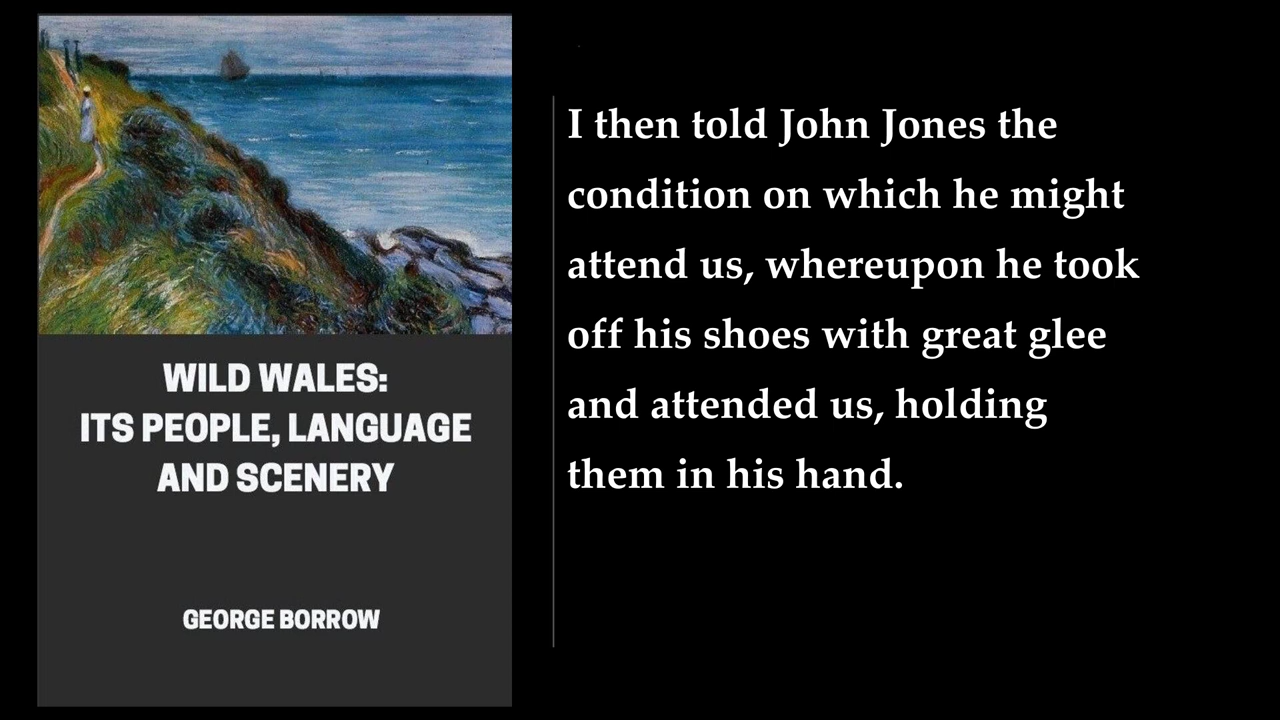 WILD WALES:
ITS PEOPLE, LANGUAGE
AND SCENERY
GEORGE BORROW
I then told John Jones the
condition on which he might
attend us, whereupon he took
off his shoes with great glee
and attended us, holding
them in his hand.